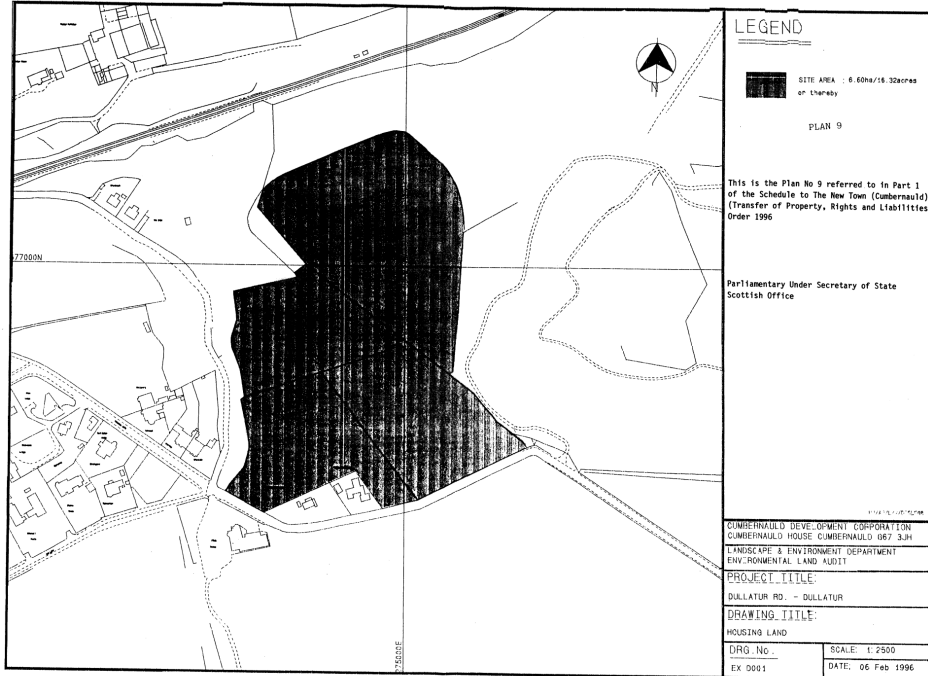 LEGEND
SITE AREA : 6.60ha/16.32acres
or thereby
PLAN 9
This is the Plan No 9 referred to in Part 1
of the Schedule to The New Town (Cumbernauld)
(Transfer of Property, Rights and Liabilities
Order 1996
Parliamentary Under Secretary of State
Scottish Office
N
77000N
75000E
CUMBERNAULD DEVELOPMENT CORPORATION
CUMBERNAULD HOUSE CUMBERNAULD G67 3JH
LANDSCAPE & ENVIRONMENT DEPARTMENT
ENVIRONMENTAL LAND AUDIT
PROJECT TITLE:
DULLATUR RD. - DULLATUR
DRAWING TITLE:
HOUSING LAND
DRG. No.
EX D001
SCALE: 1:2500
DATE: 06 Feb 1996